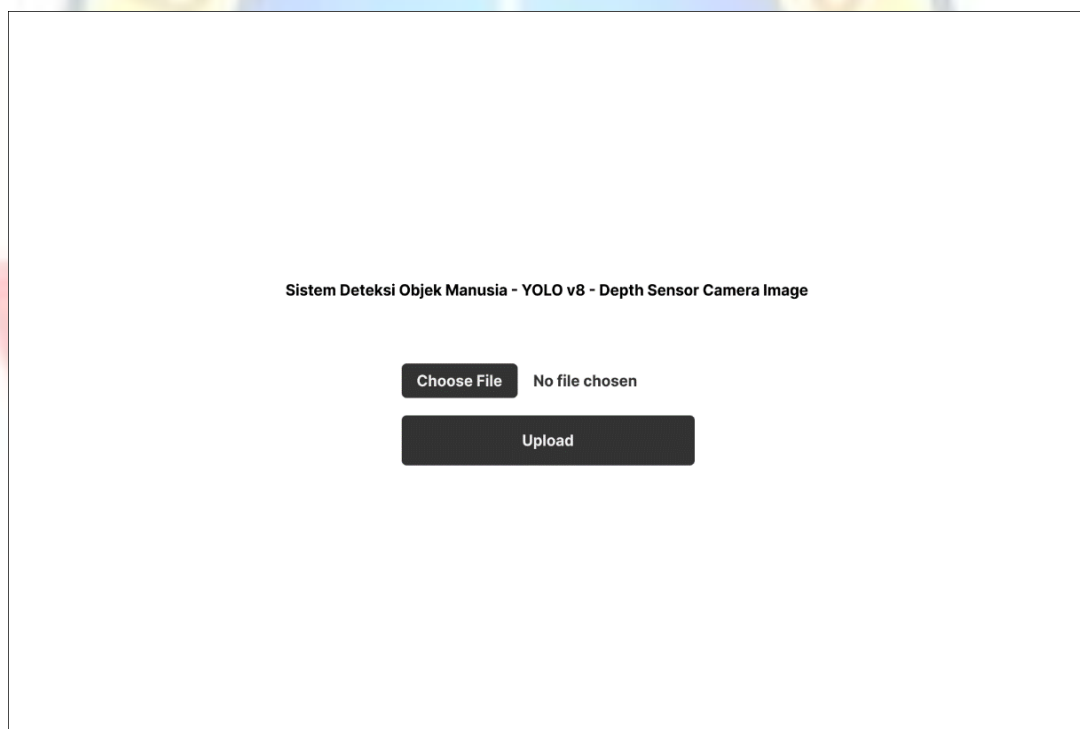 Sistem Deteksi Objek Manusia - YOLO v8 - Depth Sensor Camera Image
Choose File No file chosen
Upload